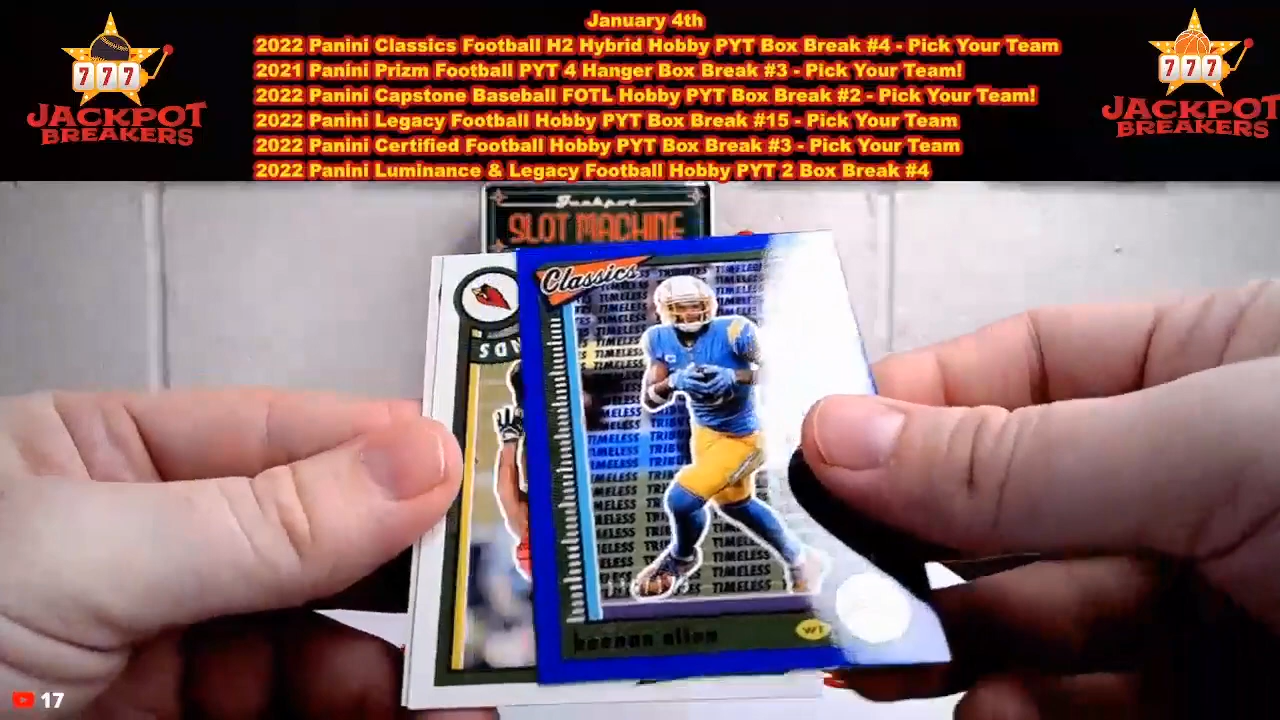 January 4th
2022 Panini Classics Football H2 Hybrid Hobby PYT Box Break #4 - Pick Your Team
2021 Panini Prizm Football PYT 4 Hanger Box Break #3 - Pick Your Team!
2022 Panini Capstone Baseball FOTL Hobby PYT Box Break #2 - Pick Your Team!
2022 Panini Legacy Football Hobby PYT Box Break #15 - Pick Your Team
2022 Panini Certified Football Hobby PYT Box Break #3 - Pick Your Team
2022 Panini Luminance & Legacy Football Hobby PYT 2 Box Break #4
777
JACKPOT
BREAKERS
777
JACKPOT
BREAKERS
Jackpot
SLOT MACHINE
Classics
TIMELESS TRIBUTES
keenan allen
WR
17